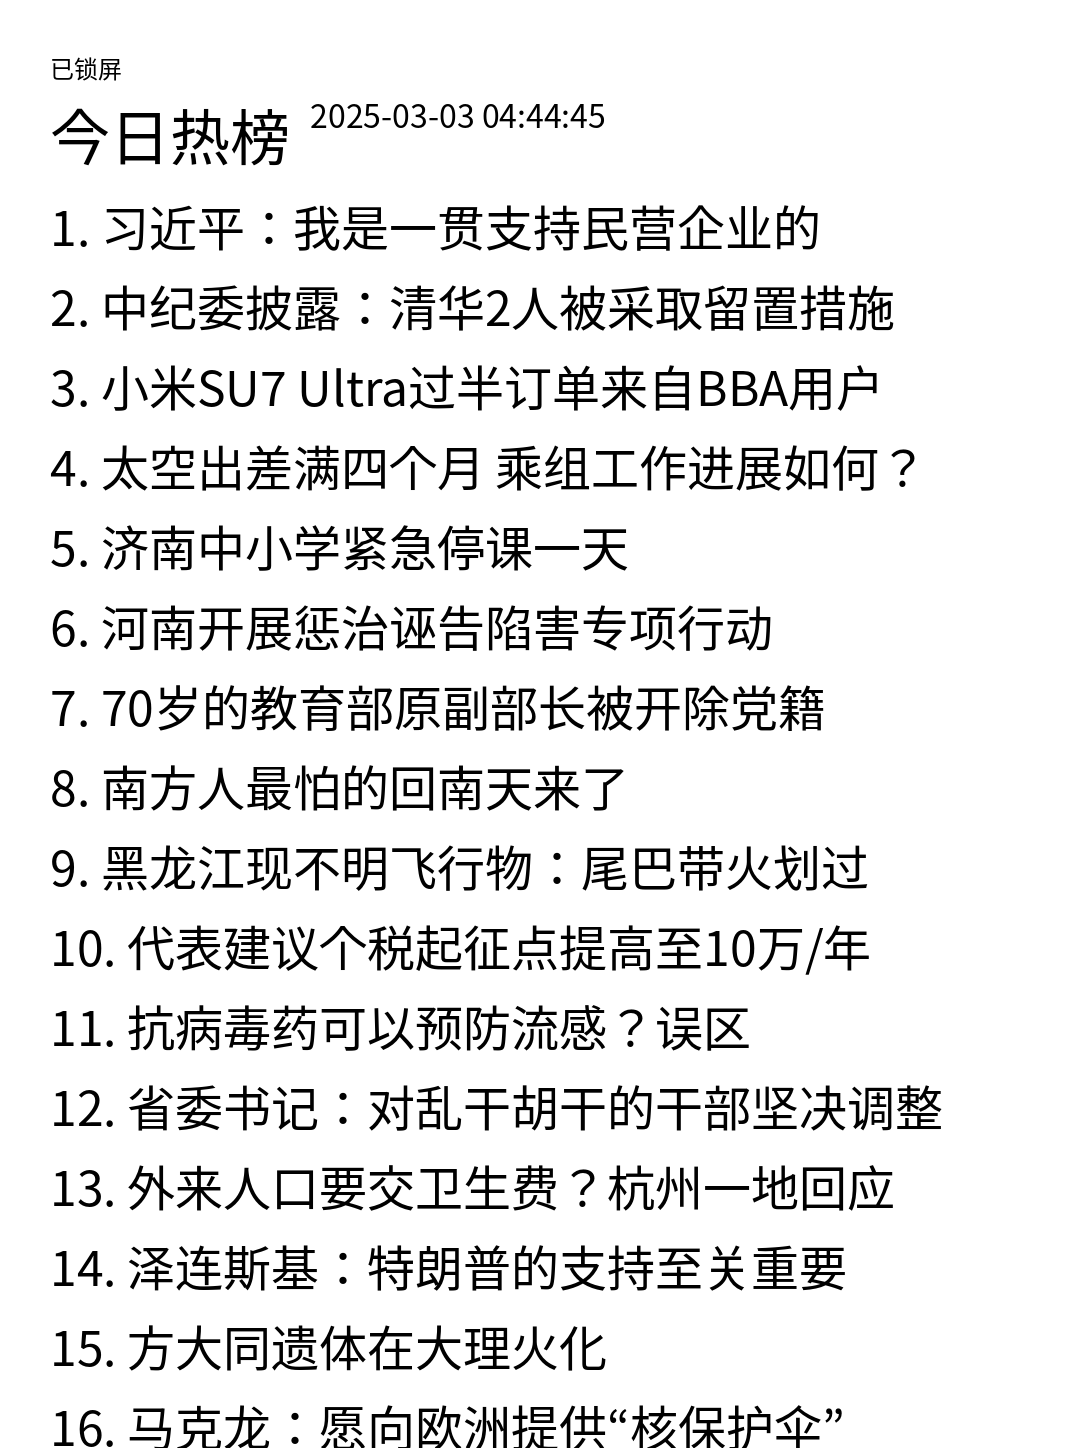 已锁屏
今日热榜 2025-03-03 04:44:45
1. 习近平：我是一贯支持民营企业的
2. 中纪委披露：清华2人被采取留置措施
3. 小米SU7 Ultra过半订单来自BBA用户
4. 太空出差满四个月 乘组工作进展如何？
5. 济南中小学紧急停课一天
6. 河南开展惩治诬告陷害专项行动
7. 70岁的教育部原副部长被开除党籍
8. 南方人最怕的回南天来了
9. 黑龙江现不明飞行物：尾巴带火划过
10. 代表建议个税起征点提高至10万/年
11. 抗病毒药可以预防流感？误区
12. 省委书记：对乱干胡干的干部坚决调整
13. 外来人口要交卫生费？杭州一地回应
14. 泽连斯基：特朗普的支持至关重要
15. 方大同遗体在大理火化
16. 马克龙：愿向欧洲提供“核保护伞”